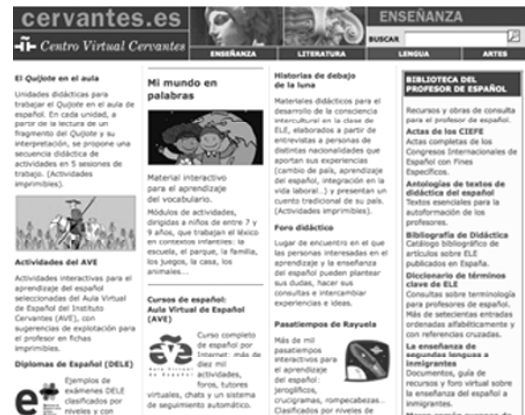 cervantes.es
Centro Virtual Cervantes
ENSEÑANZA
BUSCAR
ENSEÑANZA
LITERATURA
LENGUA
ARTES
El Quijote en el aula
Unidades didácticas para
trabajar el Quijote en el aula de
español. En cada unidad, a
partir de la lectura de un
fragmento del Quijote y su
interpretación, se propone una
secuencia didáctica de
actividades en 5 sesiones de
trabajo. (Actividades
imprimibles).
Actividades del AVE
Actividades interactivas para el
aprendizaje del español
seleccionadas del Aula Virtual
de Español del Instituto
Cervantes (AVE), con
sugerencias de explotación para
el profesor en fichas
imprimibles.
Diplomas de Español (DELE)
Ejemplos de
exámenes DELE
clasificados por
niveles y con
Mi mundo en
palabras
Material interactivo
para el aprendizaje
del vocabulario.
Módulos de actividades,
dirigidas a niños de entre 7 y
9 años, que trabajan el léxico
en contextos infantiles: la
escuela, el parque, la familia,
los juegos, la casa, los
animales...
Cursos de español:
Aula Virtual de Español
(AVE)
ave
Aula Virtual
de Español
Curso completo
de español por
Internet: más de
diez mil
actividades,
foros, tutores
virtuales, chats y un sistema
de seguimiento automático.
Historias de debajo
de la luna
Materiales didácticos para el
desarrollo de la consciencia
intercultural en la clase de
ELE, elaborados a partir de
entrevistas a personas de
distintas nacionalidades que
aportan sus experiencias
(cambio de país, aprendizaje
del español, integración en la
vida laboral..) y presentan un
cuento tradicional de su país.
(Actividades imprimibles).
Foro didáctico
Lugar de encuentro en el que
las personas interesadas en el
aprendizaje y la enseñanza
del español pueden plantear
sus dudas, hacer sus
consultas e intercambiar
experiencias e ideas.
Pasatiempos de Rayuela
Más de mil
pasatiempos
interactivos para
el aprendizaje
del español:
jeroglíficos,
crucigramas, rompecabezas...
Clasificados por niveles de
BIBLIOTECA DEL
PROFESOR DE ESPAÑOL
Recursos y obras de consulta
para el profesor de español.
Actas de los CIEFE
Actas completas de los
Congresos Internacionales de
Español con Fines
Específicos.
Antologías de textos de
didáctica del español
Textos esenciales para la
autoformación de los
profesores.
Bibliografía de Didáctica
Catálogo bibliográfico de
artículos sobre ELE
publicados en España.
Diccionario de términos
clave de ELE
Consultas sobre terminología
para profesores de español.
Más de setecientas entradas
ordenadas alfabéticamente y
con referencias cruzadas.
La enseñanza de
segundas lenguas a
inmigrantes
Documentos, guía de
recursos y foro virtual sobre
la enseñanza del español a
inmigrantes.